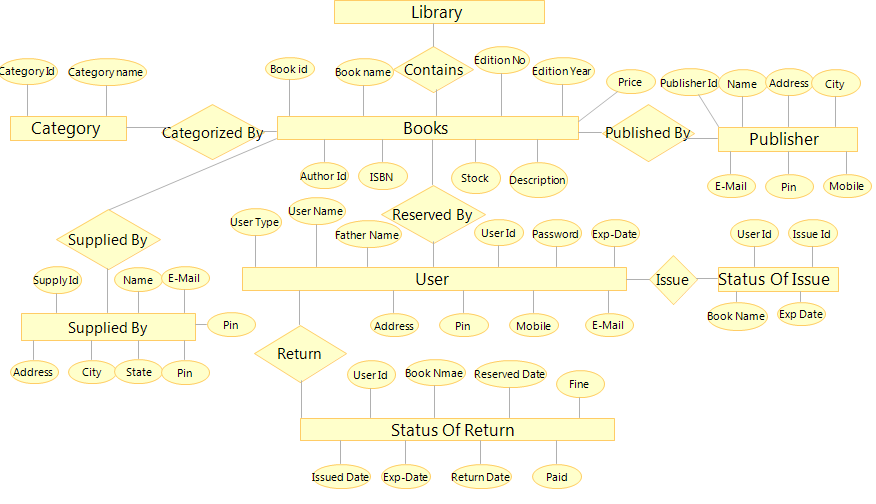 Library
Contains
Category Id
Category name
Book id
Book name
Edition No
Edition Year
Price
Publisher Id
Name
Address
City
Category
Categorized By
Books
Published By
Publisher
Author Id
ISBN
Stock
Description
E-Mail
Pin
Mobile
Supplied By
User Type
User Name
Father Name
Reserved By
User Id
Password
Exp-Date
User Id
Issue Id
Supply Id
Name
E-Mail
User
Issue
Status Of Issue
Supplied By
Pin
Address
Pin
Mobile
E-Mail
Book Name
Exp Date
Address
City
State
Pin
Return
User Id
Book Nmae
Reserved Date
Fine
Status Of Return
Issued Date
Exp-Date
Return Date
Paid